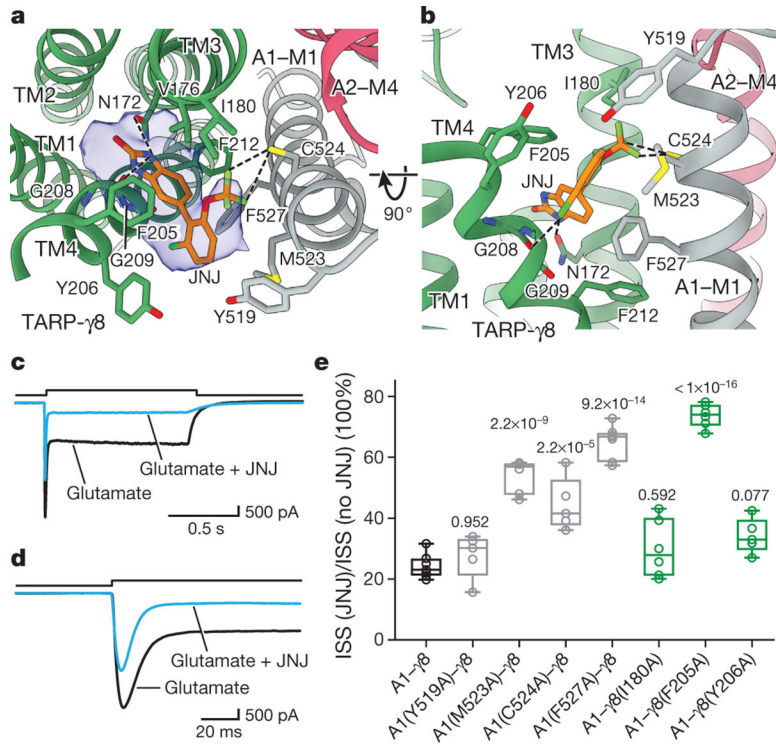 a
TM3
A1–M1
TM2
V176
N172
I180
A2–M4
TM1
F212
C524
G208
F527
TM4
F205
G209
M523
JNJ
Y206
Y519
TARP-γ8
90°
b
Y519
TM3
I180
A2–M4
Y206
TM4
C524
F205
JNJ
M523
G208
N172
F527
G209
TM1
A1–M1
F212
TARP-γ8
c
Glutamate + JNJ
Glutamate
500 pA
0.5 s
d
Glutamate + JNJ
Glutamate
500 pA
20 ms
e
ISS (JNJ)/ISS (no JNJ) (100%)
80
60
40
20
0
0.952
2.2×10⁻⁹
2.2×10⁻⁵
9.2×10⁻¹⁴
0.592
< 1×10⁻¹⁶
0.077
A1–γ8
A1(Y519A)–γ8
A1(M523A)–γ8
A1(C524A)–γ8
A1(F527A)–γ8
A1–γ8(I180A)
A1–γ8(F205A)
A1–γ8(Y206A)